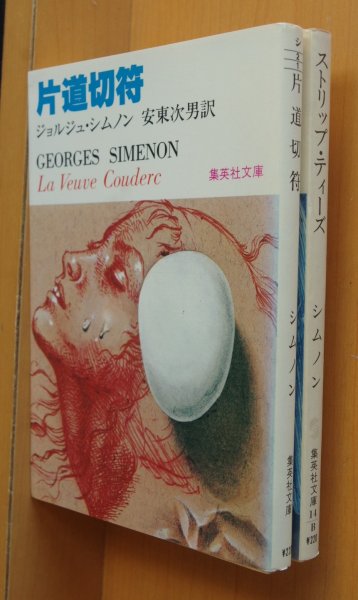 片道切符
ジョルジュ・シムノン 安東次男訳
GEORGES SIMENON
La Veuve Couderc
集英社文庫
片道切符
シムノン
集英社文庫
ストリップ・ティーズ
シムノン
集英社文庫
14
B
¥220